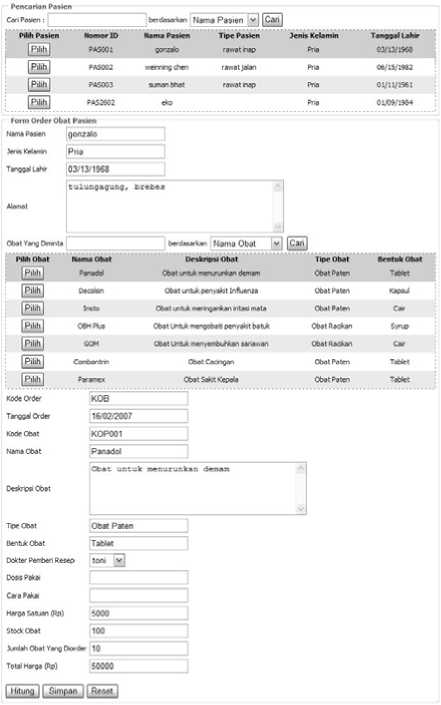 Pencarian Pasien
Cari Pasien : berdasarkan Nama Pasien Cari
Pilih Pasien Nomor ID Nama Pasien Tipe Pasien Jenis Kelamin Tanggal Lahir
Pilih PAS001 gonzalo rawat inap Pria 03/13/1968
Pilih PAS002 weinning chen rawat jalan Pria 06/15/1982
Pilih PAS003 suman bhat rawat inap Pria 01/11/1961
Pilih PAS2602 eko Pria 01/09/1984
Form Order Obat Pasien
Nama Pasien gonzalo
Jenis Kelamin Pria
Tanggal Lahir 03/13/1968
Alamat tulungagung, brebes
Obat Yang Diminta berdasarkan Nama Obat Cari
Pilih Obat Nama Obat Deskripsi Obat Tipe Obat Bentuk Obat
Pilih Panadol Obat untuk menurunkan demam Obat Paten Tablet
Pilih Decolsin Obat untuk penyakit Influenza Obat Paten Kapsul
Pilih Insto Obat untuk meringankan iritasi mata Obat Paten Cair
Pilih OBH Plus Obat Untuk mengobati penyakit batuk Obat Racikan Syrup
Pilih GOM Obat Untuk menyembuhkan sariawan Obat Racikan Cair
Pilih Combantrin Obat Cacingan Obat Paten Tablet
Pilih Paramex Obat Sakit Kepala Obat Paten Tablet
Kode Order KOB
Tanggal Order 16/02/2007
Kode Obat KOP001
Nama Obat Panadol
Deskripsi Obat Obat untuk menurunkan demam
Tipe Obat Obat Paten
Bentuk Obat Tablet
Dokter Pemberi Resep toni
Dosis Pakai
Cara Pakai
Harga Satuan (Rp) 5000
Stock Obat 100
Jumlah Obat Yang Diorder 10
Total Harga (Rp) 50000
Hitung Simpan Reset